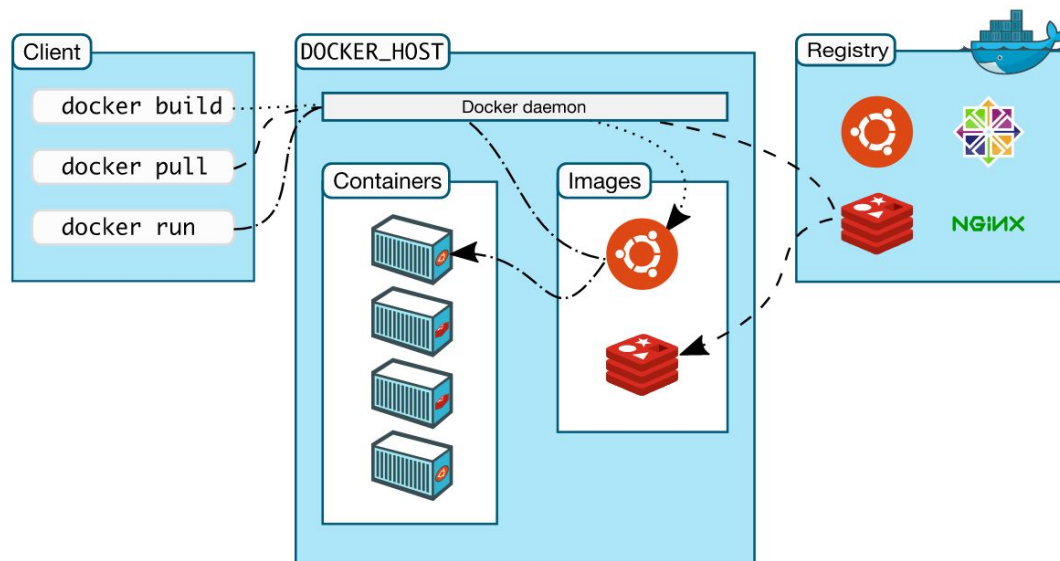 Client
docker build
docker pull
docker run
DOCKER_HOST
Docker daemon
Containers
Images
Registry
NGiNX